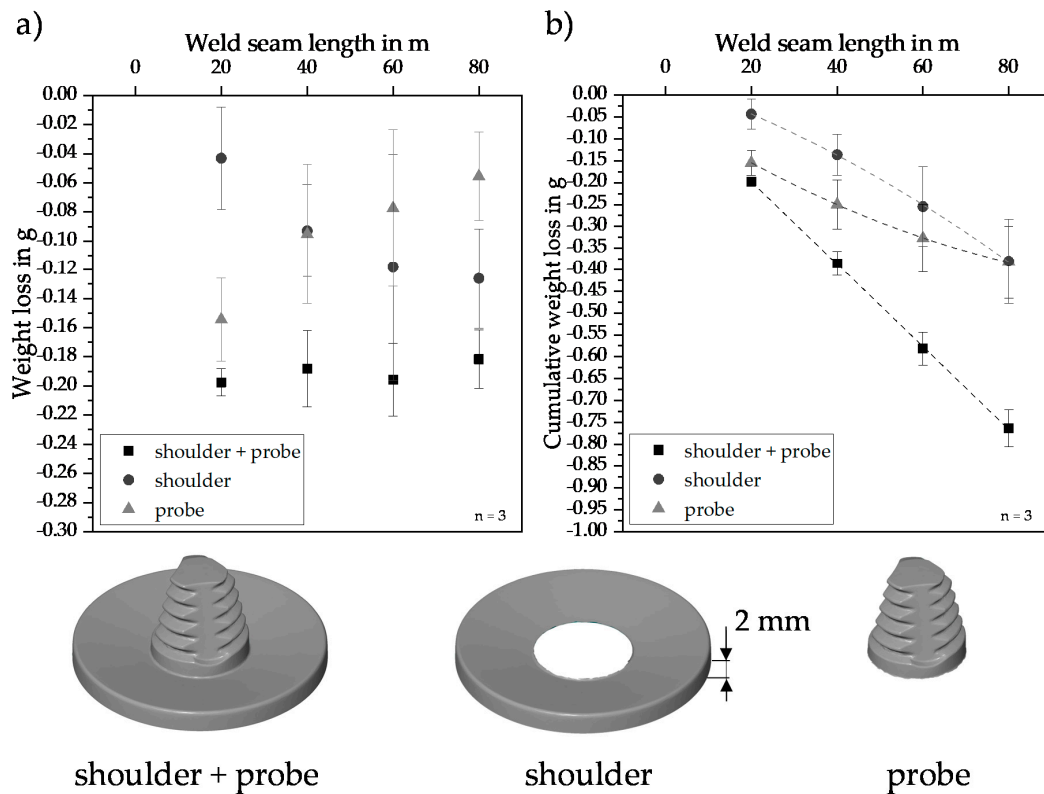 a)
Weld seam length in m
0 20 40 60 80
Weight loss in g
0.00
-0.02
-0.04
-0.06
-0.08
-0.10
-0.12
-0.14
-0.16
-0.18
-0.20
-0.22
-0.24
-0.26
-0.28
-0.30
shoulder + probe
shoulder
probe
n = 3
b)
Weld seam length in m
0 20 40 60 80
Cumulative weight loss in g
0.00
-0.05
-0.10
-0.15
-0.20
-0.25
-0.30
-0.35
-0.40
-0.45
-0.50
-0.55
-0.60
-0.65
-0.70
-0.75
-0.80
-0.85
-0.90
-0.95
-1.00
shoulder + probe
shoulder
probe
n = 3
2 mm
shoulder + probe
shoulder
probe